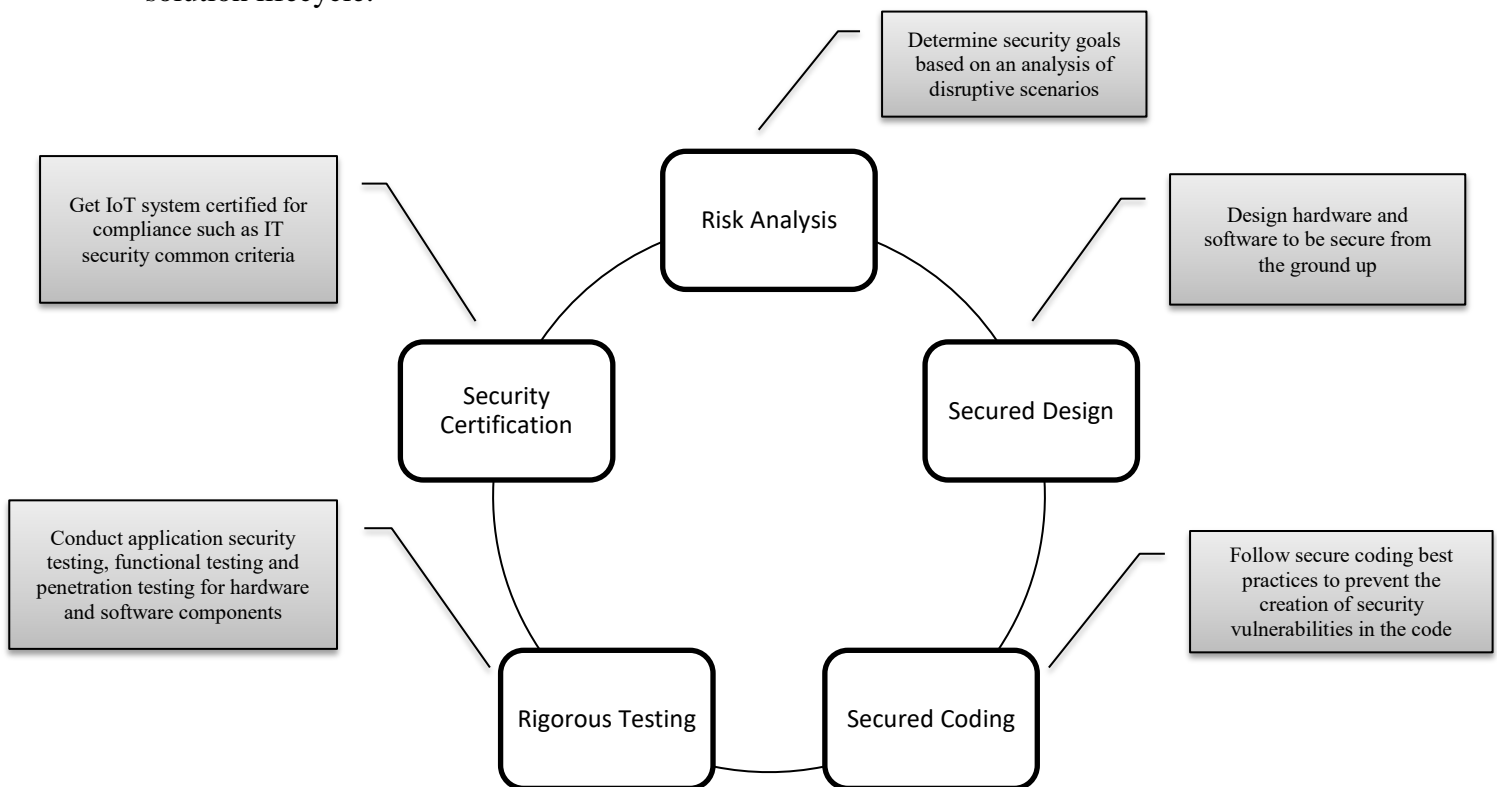 solution lifecycle.
Determine security goals
based on an analysis of
disruptive scenarios
Risk Analysis
Get IoT system certified for
compliance such as IT
security common criteria
Design hardware and
software to be secure from
the ground up
Security
Certification
Secured Design
Conduct application security
testing, functional testing and
penetration testing for hardware
and software components
Follow secure coding best
practices to prevent the
creation of security
vulnerabilities in the code
Rigorous Testing
Secured Coding